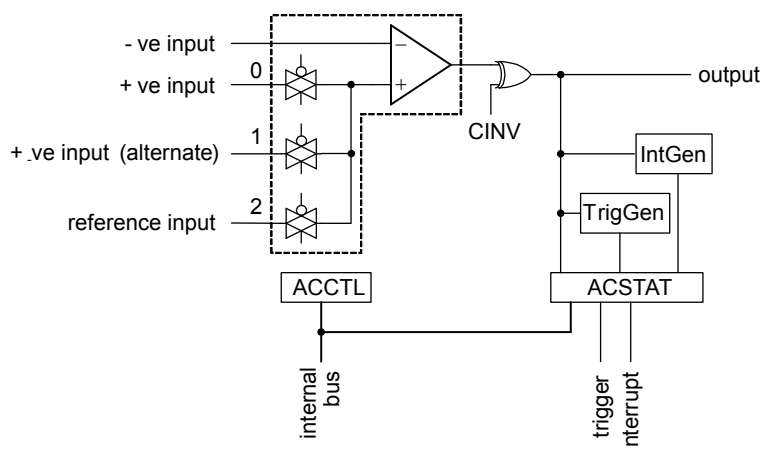 - ve input
0
+ ve input
output
CINV
1
+ ve input (alternate)
IntGen
2
reference input
TrigGen
ACCTL
ACSTAT
internal
bus
trigger
nterrupt